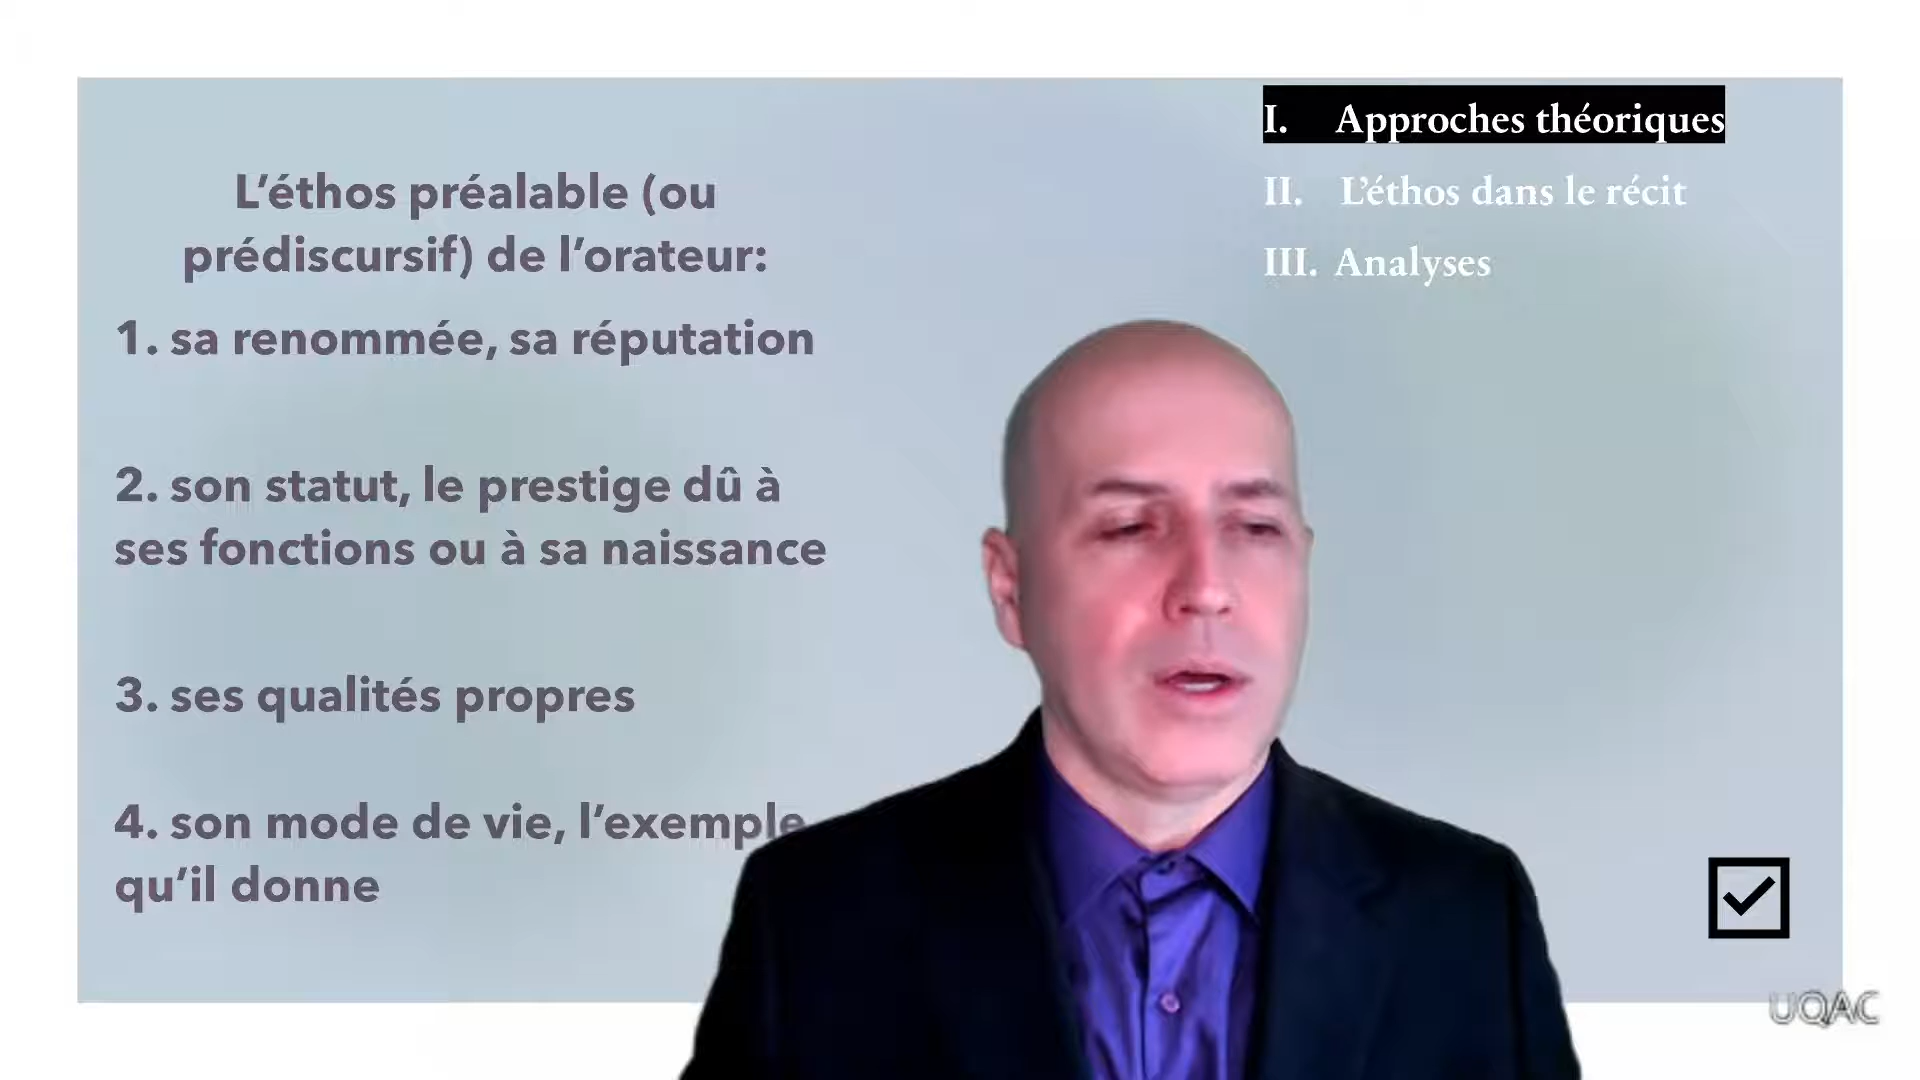 L’éthos préalable (ou
prédiscursif) de l’orateur:
1. sa renommée, sa réputation
2. son statut, le prestige dû à
ses fonctions ou à sa naissance
3. ses qualités propres
4. son mode de vie, l’exemple
qu’il donne
I. Approches théoriques
II. L’éthos dans le récit
III. Analyses
UQAC